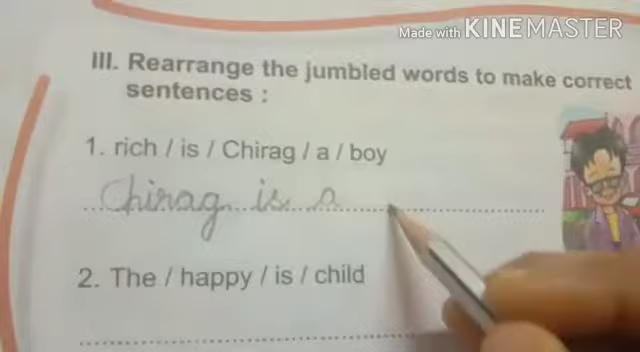 Made with KINEMASTER
III. Rearrange the jumbled words to make correct
sentences :
1. rich / is / Chirag / a / boy
Chirag is a
2. The / happy / is / child